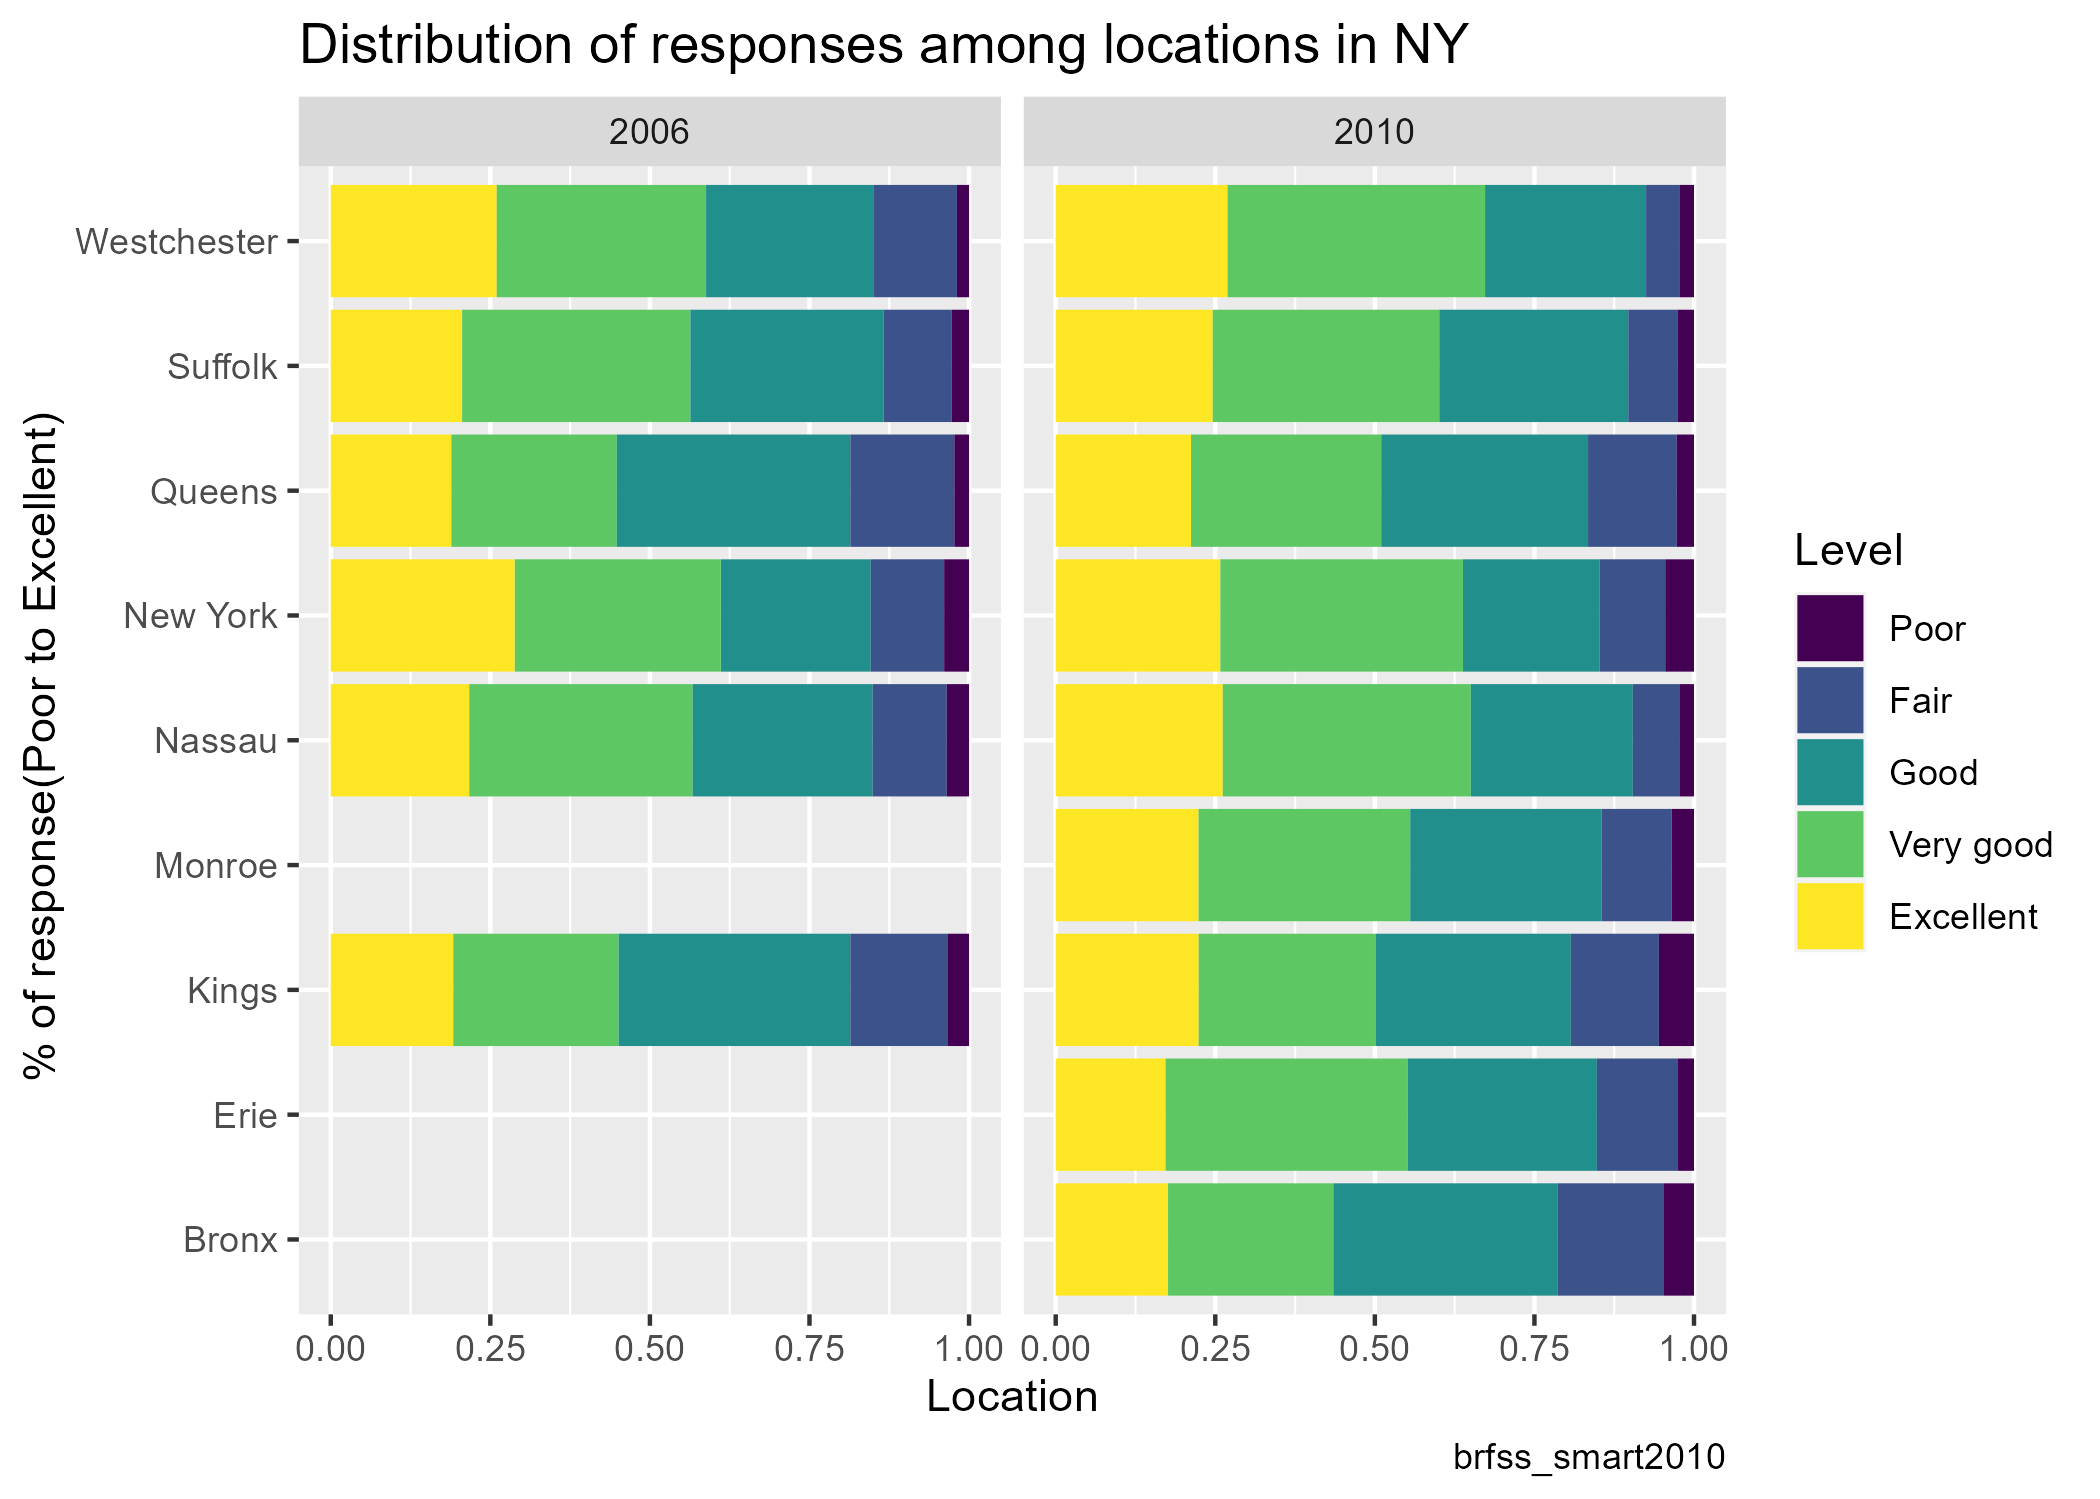 Distribution of responses among locations in NY
2006
2010
Westchester
Suffolk
Queens
New York
Nassau
Monroe
Kings
Erie
Bronx
% of response(Poor to Excellent)
0.00 0.25 0.50 0.75 1.00
0.00 0.25 0.50 0.75 1.00
Location
Level
Poor
Fair
Good
Very good
Excellent
brfss_smart2010